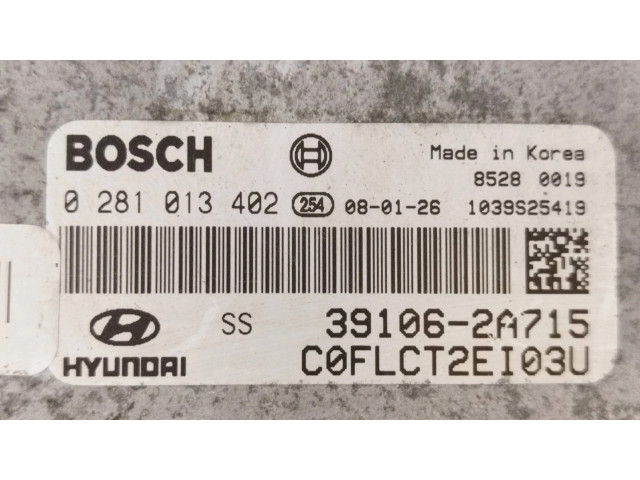 BOSCH
Made in Korea
8528 0019
0 281 013 402 254 08-01-26 1039S25419
SS 39106-2A715
HYUNDAI C0FLCT2EI03U